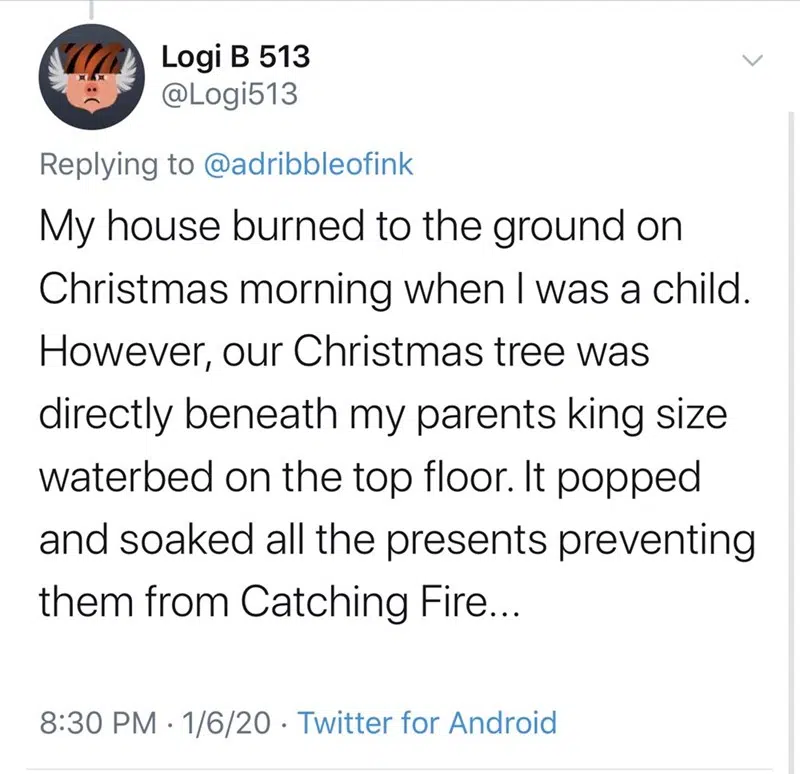 Logi B 513
@Logi513
Replying to @adribbleofink
My house burned to the ground on
Christmas morning when I was a child.
However, our Christmas tree was
directly beneath my parents king size
waterbed on the top floor. It popped
and soaked all the presents preventing
them from Catching Fire...
8:30 PM · 1/6/20 · Twitter for Android